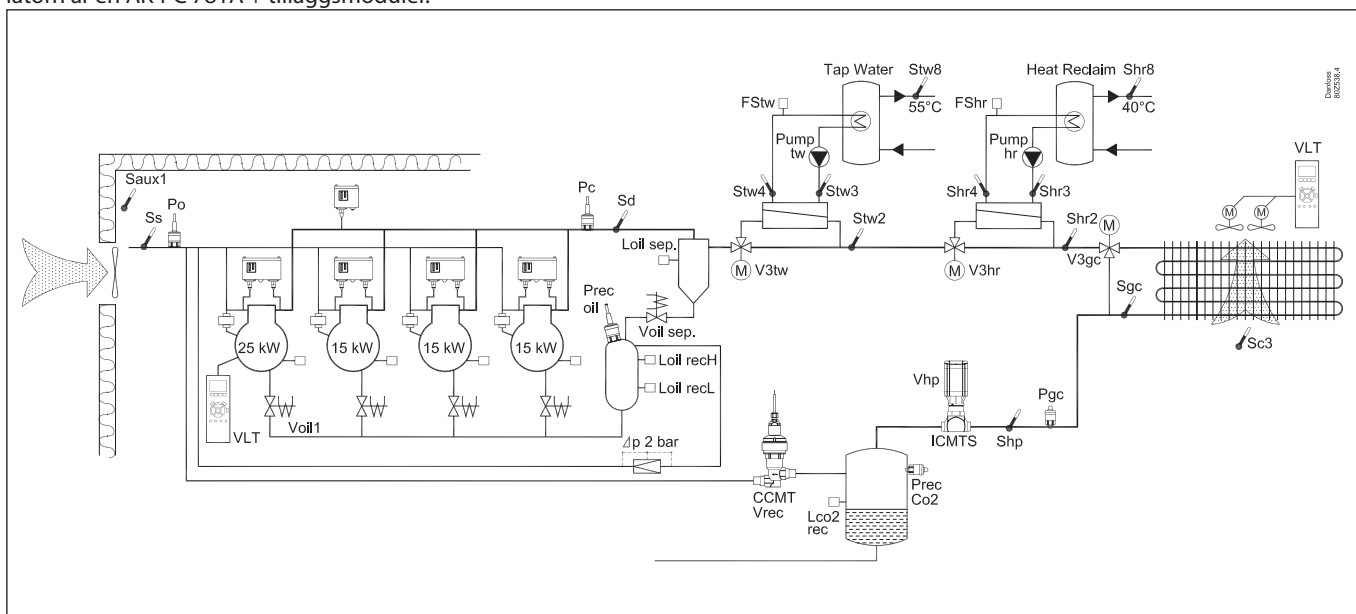 latorn är en AK-PC 781A + tilläggsmoduler.
Danfoss
80Z538.4
Tap Water
Stw8
55°C
Heat Reclaim
Shr8
40°C
FStw
FShr
VLT
Pump
tw
Pump
hr
Stw4
Stw3
Shr4
Shr3
Saux1
Ss
Po
Pc
Sd
Loil sep.
Stw2
Shr2
M
V3tw
M
V3hr
M
V3gc
M
M
Prec
oil
Voil sep.
Sgc
Sc3
25 kW
15 kW
15 kW
15 kW
Loil recH
Loil recL
VLT
Voil1
Δp 2 bar
Vhp
ICMTS
Shp
Pgc
CCMT
Vrec
Prec
Co2
Lco2
rec